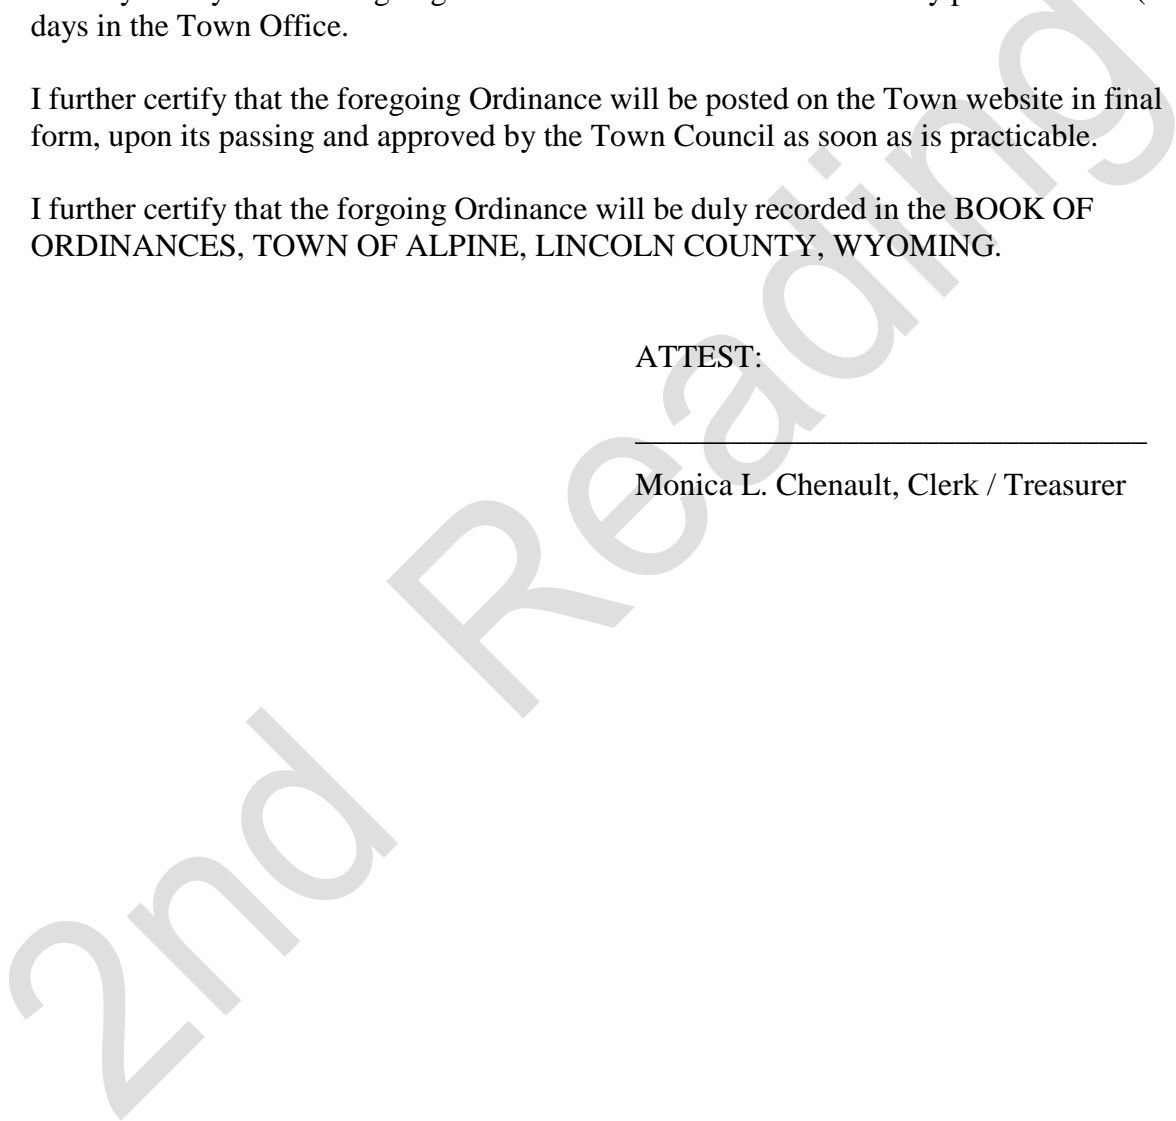 days in the Town Office.
I further certify that the foregoing Ordinance will be posted on the Town website in final
form, upon its passing and approved by the Town Council as soon as is practicable.
I further certify that the forgoing Ordinance will be duly recorded in the BOOK OF
ORDINANCES, TOWN OF ALPINE, LINCOLN COUNTY, WYOMING.
ATTEST:
Monica L. Chenault, Clerk / Treasurer
2nd Reading